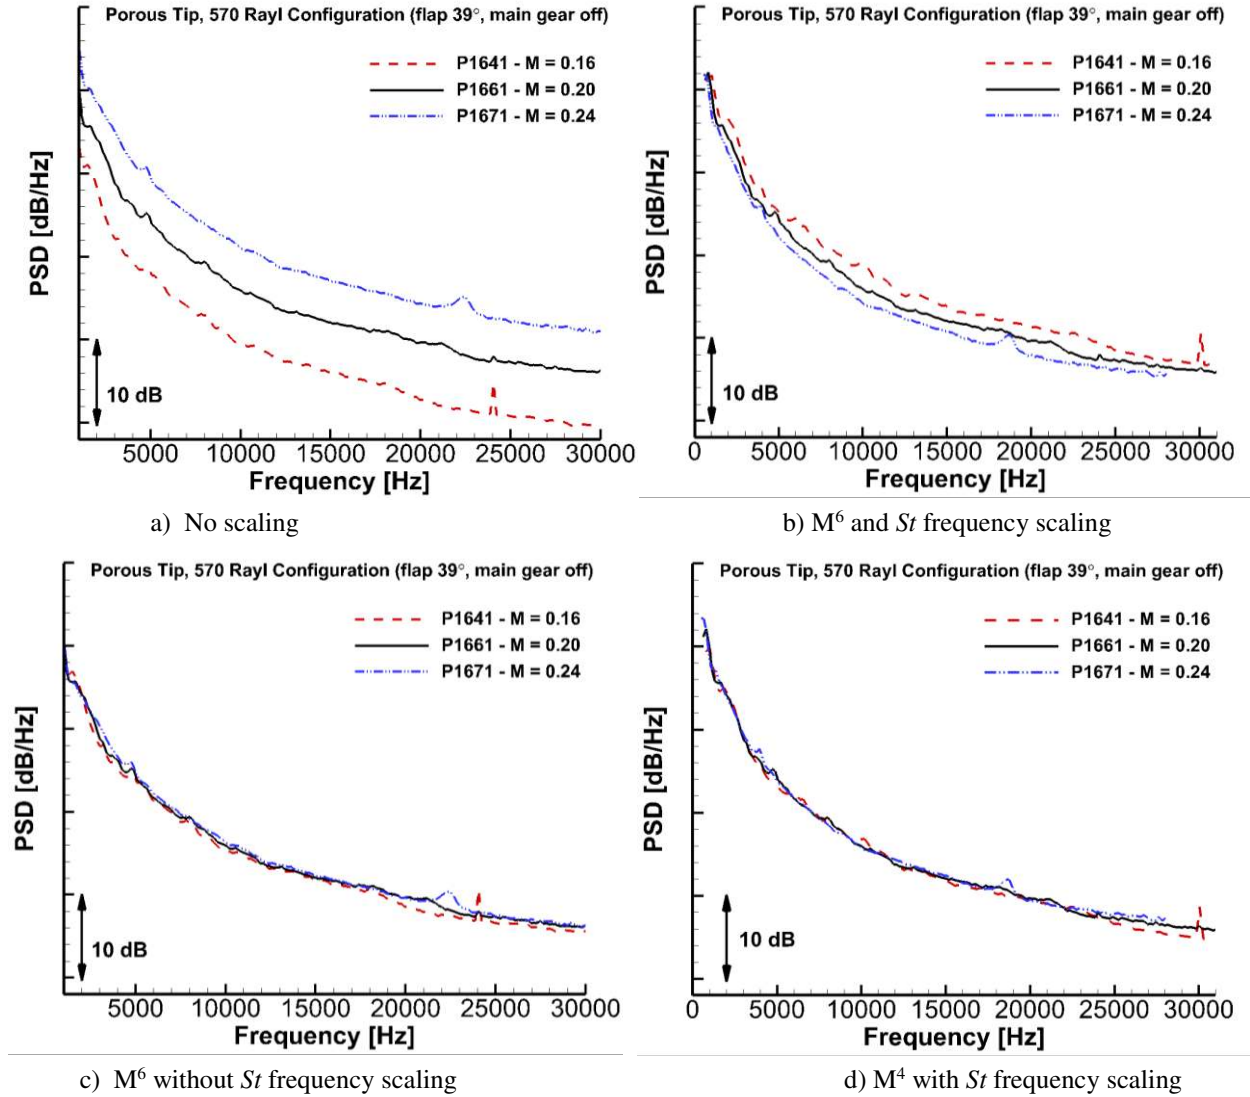 Porous Tip, 570 Rayl Configuration (flap 39°, main gear off)
P1641 - M = 0.16
P1661 - M = 0.20
P1671 - M = 0.24
PSD [dB/Hz]
10 dB
5000 10000 15000 20000 25000 30000
Frequency [Hz]
a) No scaling
Porous Tip, 570 Rayl Configuration (flap 39°, main gear off)
P1641 - M = 0.16
P1661 - M = 0.20
P1671 - M = 0.24
PSD [dB/Hz]
10 dB
0 5000 10000 15000 20000 25000 30000
Frequency [Hz]
b) M⁶ and St frequency scaling
Porous Tip, 570 Rayl Configuration (flap 39°, main gear off)
P1641 - M = 0.16
P1661 - M = 0.20
P1671 - M = 0.24
PSD [dB/Hz]
10 dB
5000 10000 15000 20000 25000 30000
Frequency [Hz]
c) M⁶ without St frequency scaling
Porous Tip, 570 Rayl Configuration (flap 39°, main gear off)
P1641 - M = 0.16
P1661 - M = 0.20
P1671 - M = 0.24
PSD [dB/Hz]
10 dB
0 5000 10000 15000 20000 25000 30000
Frequency [Hz]
d) M⁴ with St frequency scaling